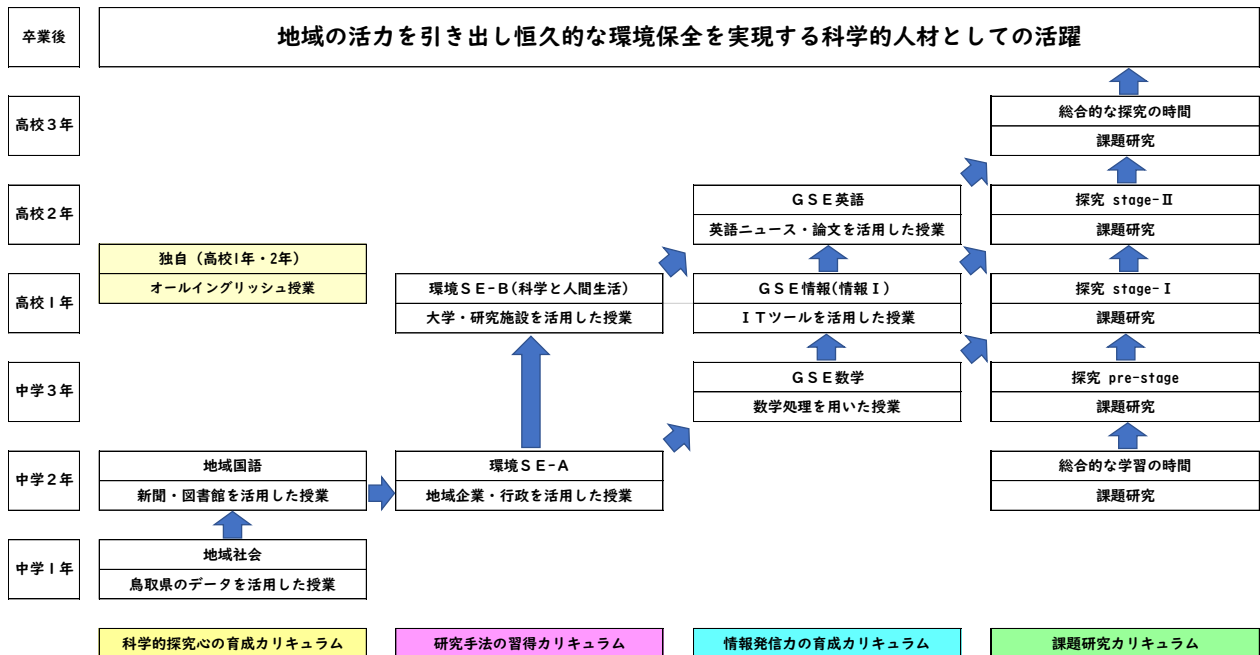 卒業後
地域の活力を引き出し恒久的な環境保全を実現する科学的人材としての活躍
高校3年
総合的な探究の時間
課題研究
高校2年
GSE英語
英語ニュース・論文を活用した授業
探究 stage-Ⅱ
課題研究
独自(高校1年・2年)
オールイングリッシュ授業
高校1年
環境SE-B(科学と人間生活)
大学・研究施設を活用した授業
GSE情報(情報Ⅰ)
ITツールを活用した授業
探究 stage-Ⅰ
課題研究
中学3年
GSE数学
数学処理を用いた授業
探究 pre-stage
課題研究
中学2年
地域国語
新聞・図書館を活用した授業
環境SE-A
地域企業・行政を活用した授業
総合的な学習の時間
課題研究
中学1年
地域社会
鳥取県のデータを活用した授業
科学的探究心の育成カリキュラム
研究手法の習得カリキュラム
情報発信力の育成カリキュラム
課題研究カリキュラム